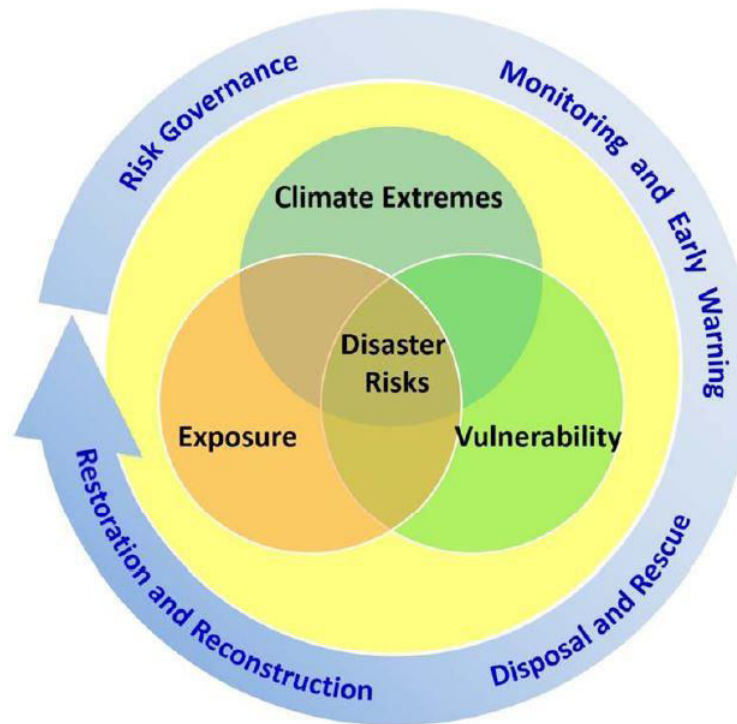 Risk Governance
Monitoring and Early Warning
Climate Extremes
Disaster
Risks
Exposure
Vulnerability
Restoration and Reconstruction
Disposal and Rescue